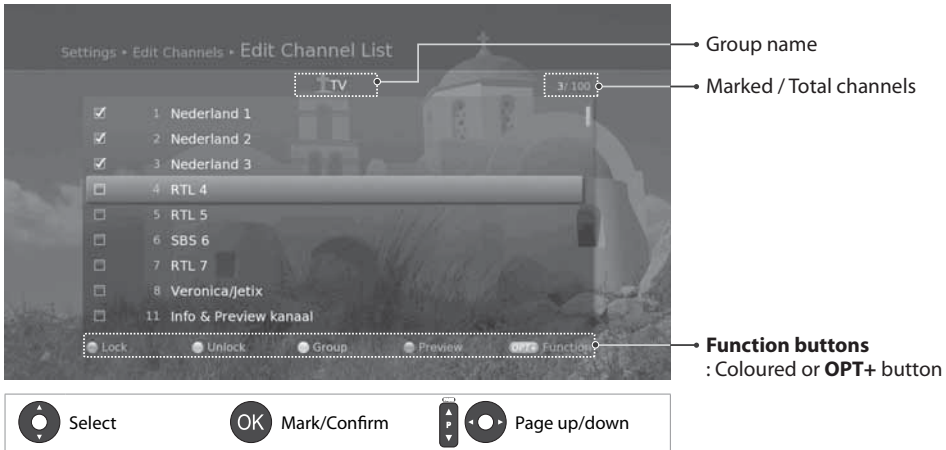 Settings • Edit Channels • Edit Channel List
TV
3/ 100
1 Nederland 1
2 Nederland 2
3 Nederland 3
4 RTL 4
5 RTL 5
6 SBS 6
7 RTL 7
8 Veronica/Jetix
11 Info & Preview kanaal
Lock Unlock Group Preview OPT+ Function
Group name
Marked / Total channels
Function buttons
: Coloured or OPT+ button
Select OK Mark/Confirm P Page up/down